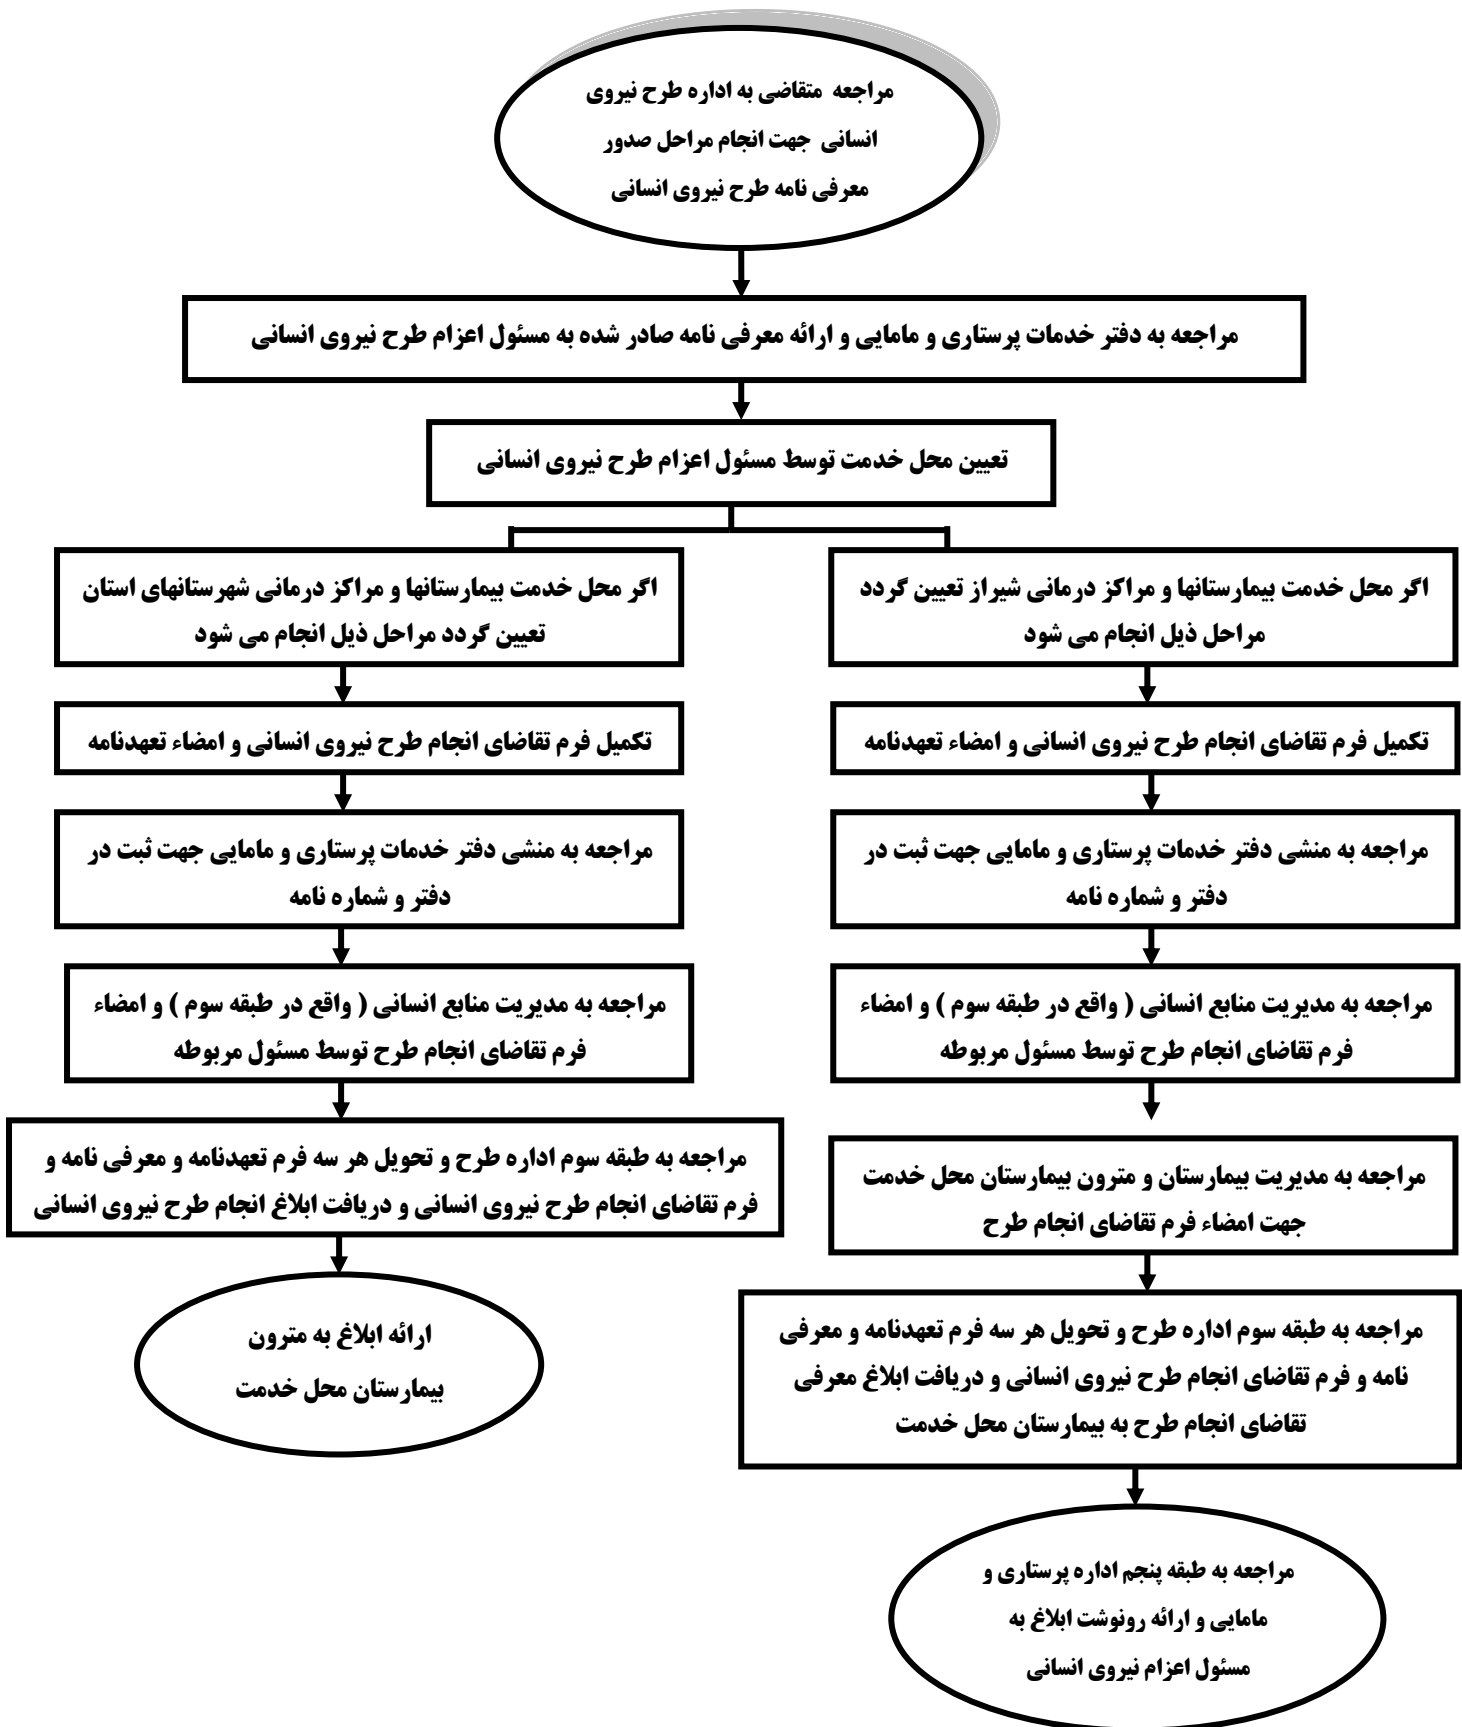 مراجعه متقاضی به اداره طرح نیروی
انسانی جهت انجام مراحل صدور
معرفی نامه طرح نیروی انسانی
مراجعه به دفتر خدمات پرستاری و مامایی و ارائه معرفی نامه صادر شده به مسئول اعزام طرح نیروی انسانی
تعیین محل خدمت توسط مسئول اعزام طرح نیروی انسانی
اگر محل خدمت بیمارستانها و مراکز درمانی شیراز تعیین گردد
مراحل ذیل انجام می شود
تکمیل فرم تقاضای انجام طرح نیروی انسانی و امضاء تعهدنامه
مراجعه به منشی دفتر خدمات پرستاری و مامایی جهت ثبت در
دفتر و شماره نامه
مراجعه به مدیریت منابع انسانی ( واقع در طبقه سوم ) و امضاء
فرم تقاضای انجام طرح توسط مسئول مربوطه
مراجعه به مدیریت بیمارستان و مترون بیمارستان محل خدمت
جهت امضاء فرم تقاضای انجام طرح
مراجعه به طبقه سوم اداره طرح و تحویل هر سه فرم تعهدنامه و معرفی
نامه و فرم تقاضای انجام طرح نیروی انسانی و دریافت ابلاغ معرفی
تقاضای انجام طرح به بیمارستان محل خدمت
مراجعه به طبقه پنجم اداره پرستاری و
مامایی و ارائه رونوشت ابلاغ به
مسئول اعزام نیروی انسانی
اگر محل خدمت بیمارستانها و مراکز درمانی شهرستانهای استان
تعیین گردد مراحل ذیل انجام می شود
تکمیل فرم تقاضای انجام طرح نیروی انسانی و امضاء تعهدنامه
مراجعه به منشی دفتر خدمات پرستاری و مامایی جهت ثبت در
دفتر و شماره نامه
مراجعه به مدیریت منابع انسانی ( واقع در طبقه سوم ) و امضاء
فرم تقاضای انجام طرح توسط مسئول مربوطه
مراجعه به طبقه سوم اداره طرح و تحویل هر سه فرم تعهدنامه و معرفی نامه و
فرم تقاضای انجام طرح نیروی انسانی و دریافت ابلاغ انجام طرح نیروی انسانی
ارائه ابلاغ به مترون
بیمارستان محل خدمت